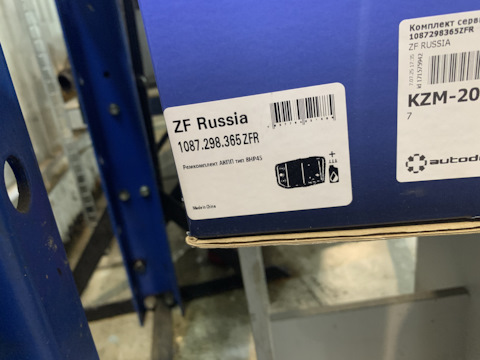 ZF Russia
1087.298.365 ZFR
Ремкомплект АКПП тип 8HP45
Made in China
Комплект серв
1087298365ZFR
ZF RUSSIA
KZM-20
7
autod